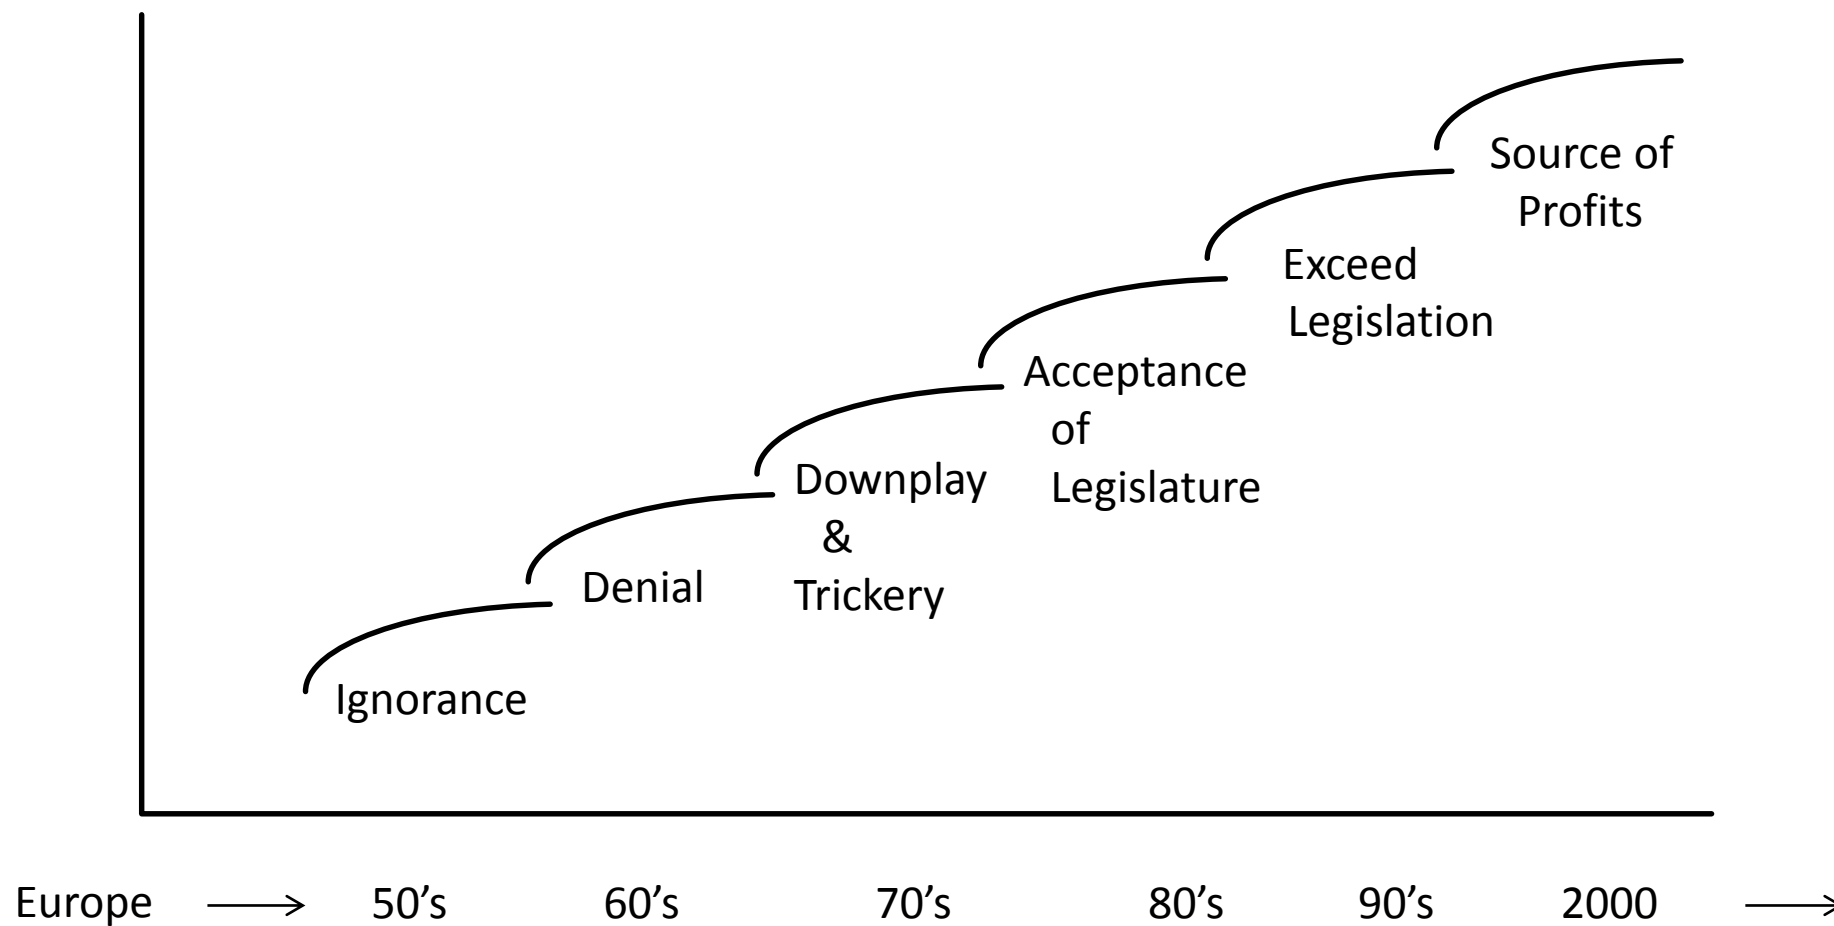 Source of
Profits
Exceed
Legislation
Acceptance
of
Legislature
Downplay
&
Trickery
Denial
Ignorance
Europe 50’s 60’s 70’s 80’s 90’s 2000